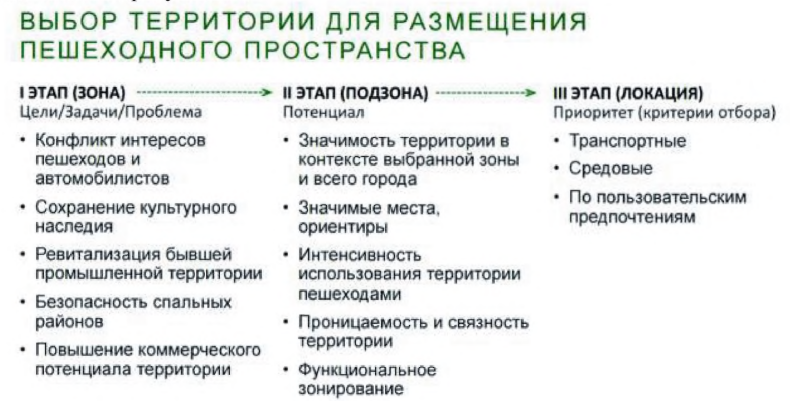 ВЫБОР ТЕРРИТОРИИ ДЛЯ РАЗМЕЩЕНИЯ
ПЕШЕХОДНОГО ПРОСТРАНСТВА
I ЭТАП (ЗОНА)
Цели/Задачи/Проблема
• Конфликт интересов
пешеходов и
автомобилистов
• Сохранение культурного
наследия
• Ревитализация бывшей
промышленной территории
• Безопасность спальных
районов
• Повышение коммерческого
потенциала территории
II ЭТАП (ПОДЗОНА)
Потенциал
• Значимость территории в
контексте выбранной зоны
и всего города
• Значимые места,
ориентиры
• Интенсивность
использования территории
пешеходами
• Проницаемость и связность
территории
• Функциональное
зонирование
III ЭТАП (ЛОКАЦИЯ)
Приоритет (критерии отбора)
• Транспортные
• Средовые
• По пользовательским
предпочтениям